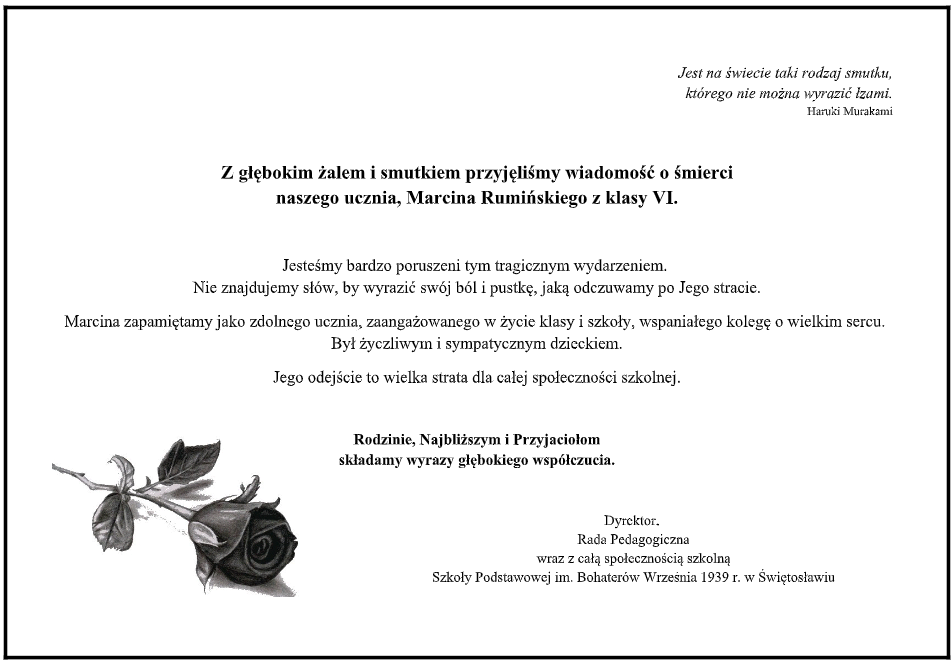 Jest na świecie taki rodzaj smutku,
którego nie można wyrazić łzami.
Haruki Murakami
Z głębokim żalem i smutkiem przyjęliśmy wiadomość o śmierci
naszego ucznia, Marcina Rumińskiego z klasy VI.
Jesteśmy bardzo poruszeni tym tragicznym wydarzeniem.
Nie znajdujemy słów, by wyrazić swój ból i pustkę, jaką odczuwamy po Jego stracie.
Marcina zapamiętamy jako zdolnego ucznia, zaangażowanego w życie klasy i szkoły, wspaniałego kolegę o wielkim sercu.
Był życzliwym i sympatycznym dzieckiem.
Jego odejście to wielka strata dla całej społeczności szkolnej.
Rodzinie, Najbliższym i Przyjaciołom
składamy wyrazy głębokiego współczucia.
Dyrektor.
Rada Pedagogiczna
wraz z całą społecznością szkolną
Szkoły Podstawowej im. Bohaterów Września 1939 r. w Świętosławiu